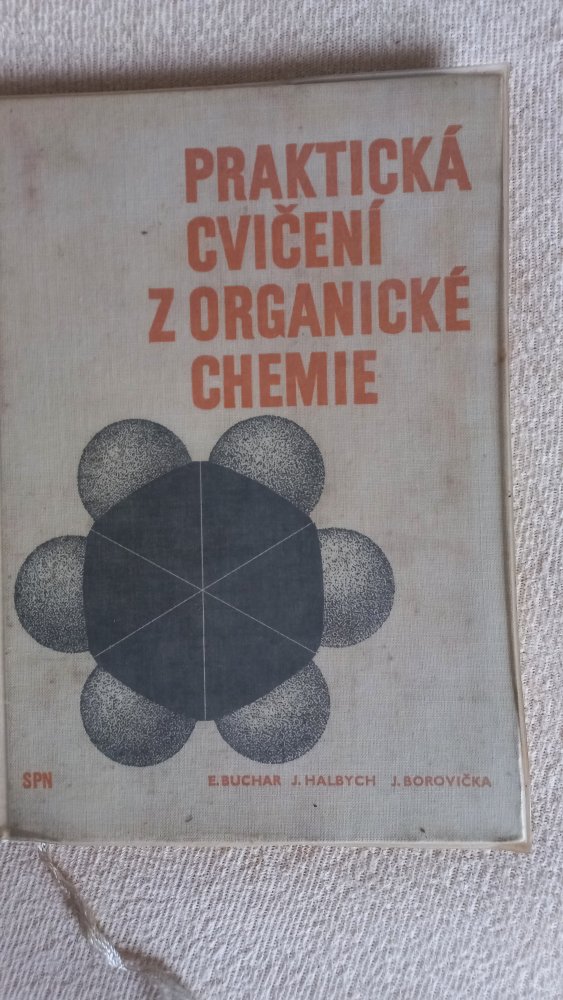 PRAKTICKÁ
CVIČENÍ
Z ORGANICKÉ
CHEMIE
SPN
E. BUCHAR J. HALBYCH J. BOROVIČKA